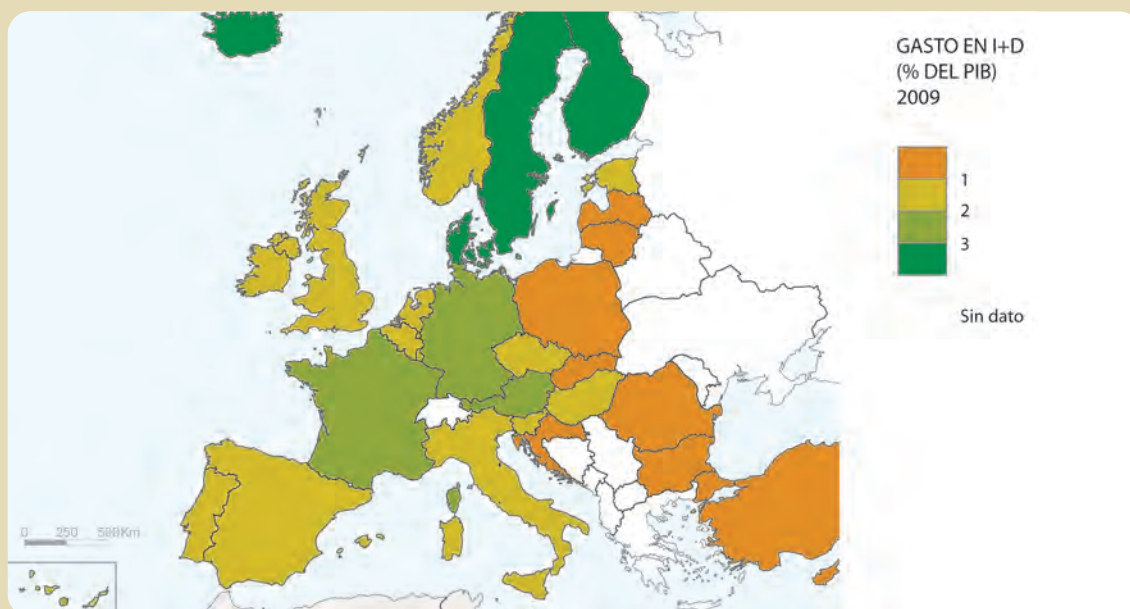 GASTO EN I+D
(% DEL PIB)
2009
1
2
3
Sin dato
0 250 500Km